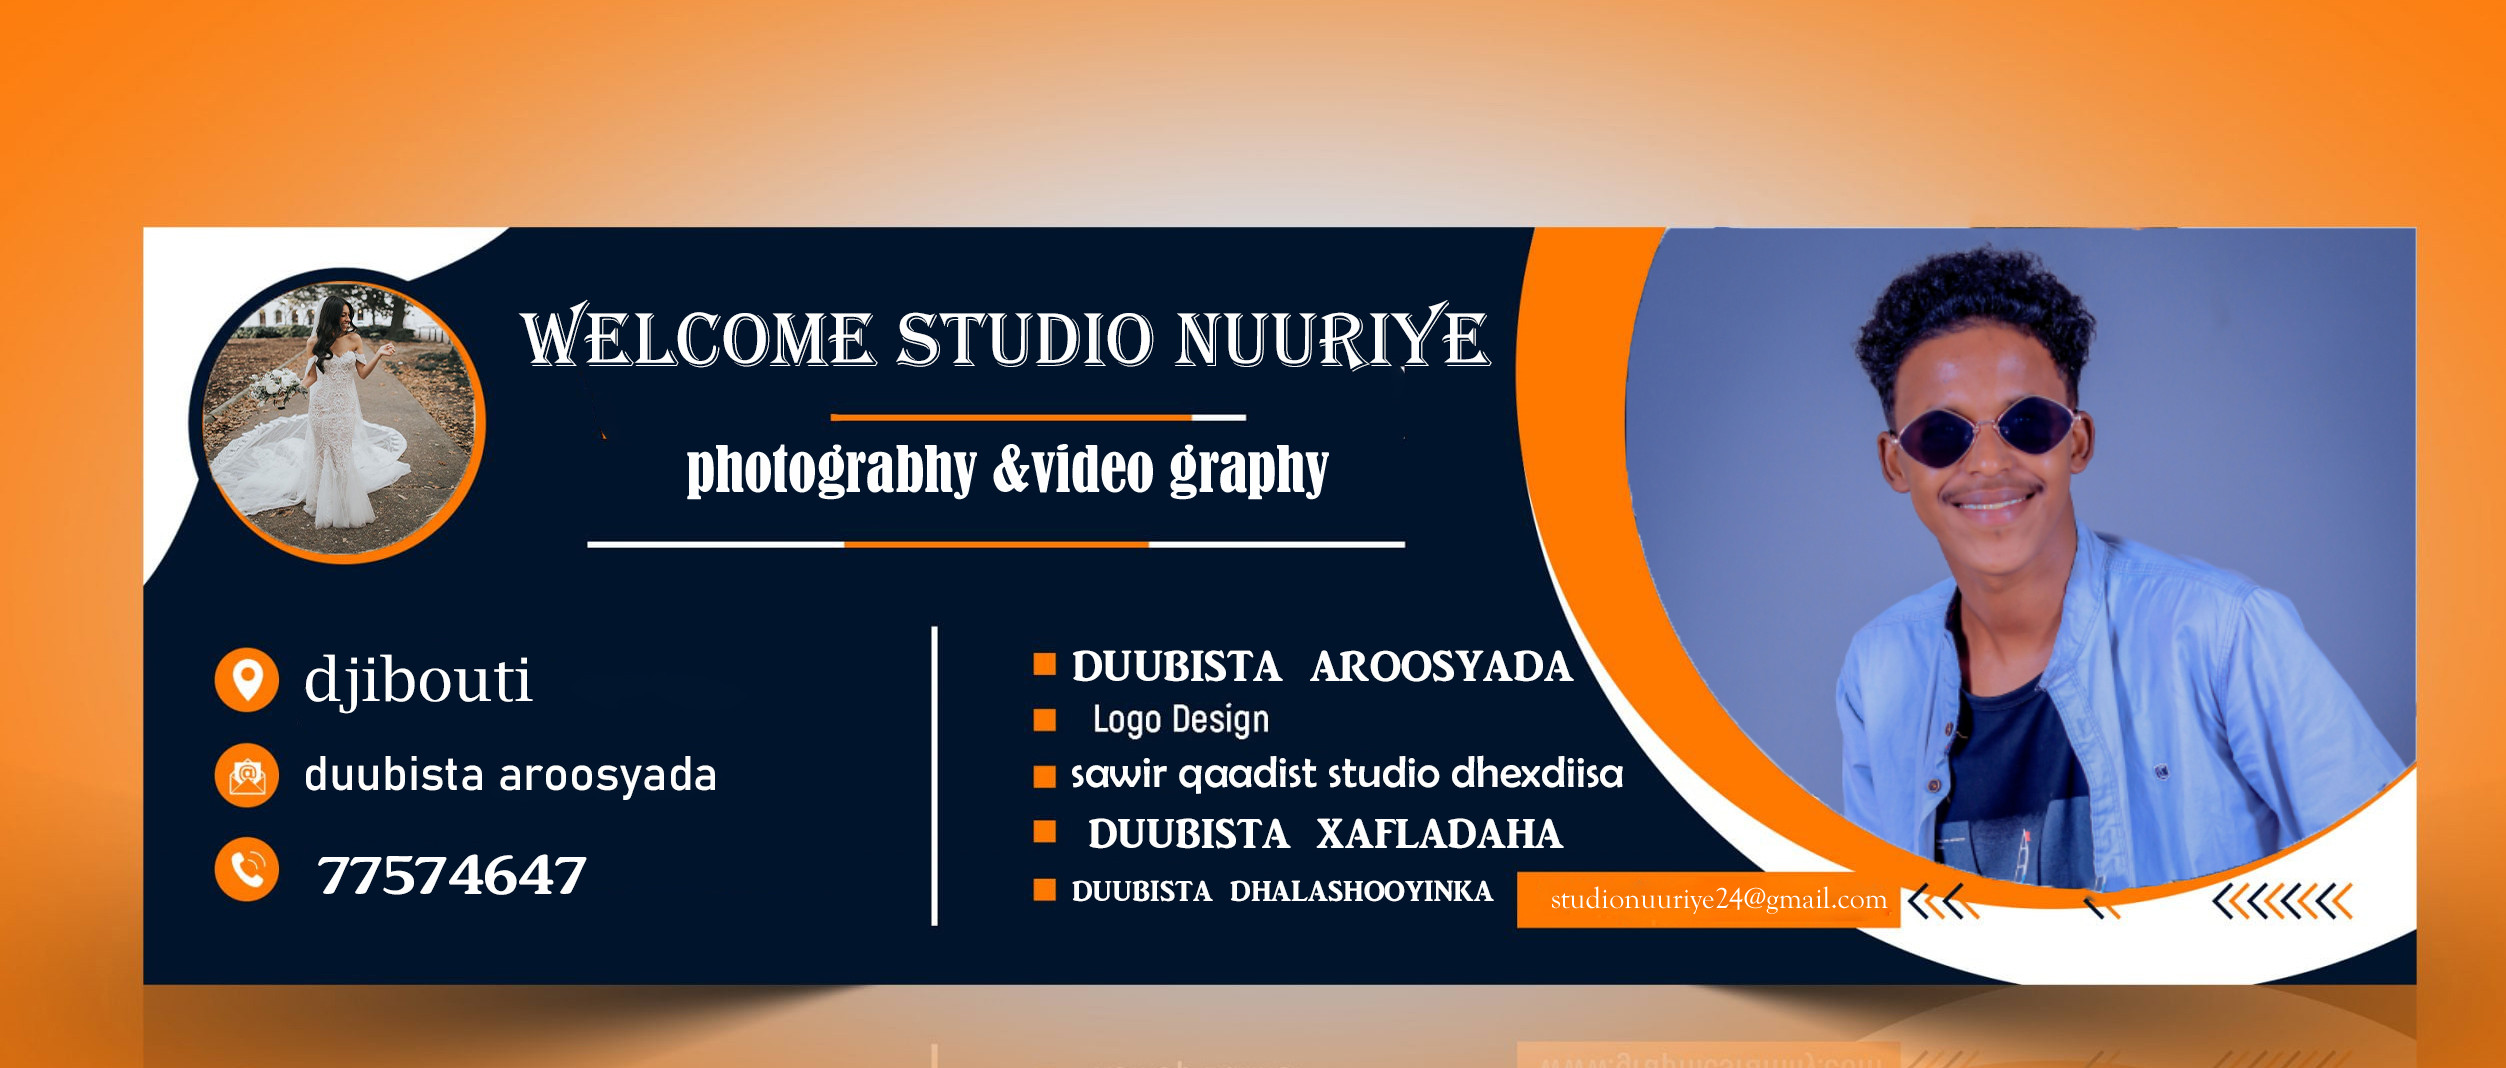 WELCOME STUDIO NUURIYE
photograbhy &video graphy
djibouti
duubista aroosyada
77574647
DUUBISTA AROOSYADA
Logo Design
sawir qaadist studio dhexdiisa
DUUBISTA XAFLADAHA
DUUBISTA DHALASHOOYINKA
studionuuriye24@gmail.com